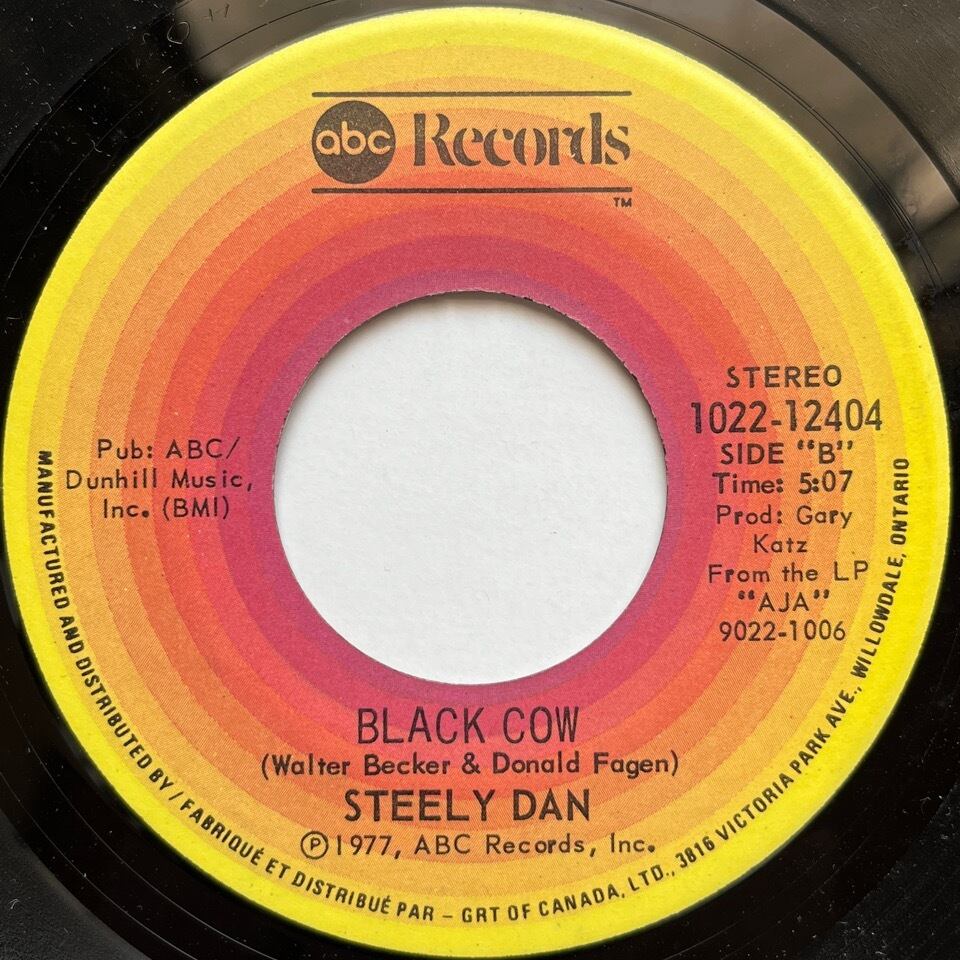 abc Records
TM
Pub: ABC/
Dunhill Music,
Inc. (BMI)
STEREO
1022-12404
SIDE "B"
Time: 5:07
Prod: Gary
Katz
From the LP
"AJA"
9022-1006
BLACK COW
(Walter Becker & Donald Fagen)
STEELY DAN
Ⓟ1977, ABC Records, Inc.
MANUFACTURED AND DISTRIBUTED BY / FABRIQUÉ ET DISTRIBUÉ PAR – GRT OF CANADA, LTD., 3816 VICTORIA PARK AVE., WILLOWDALE, ONTARIO